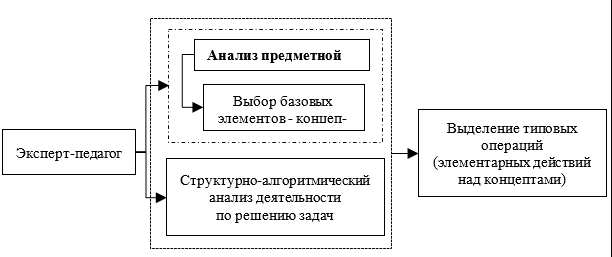 Эксперт-педагог
Анализ предметной
Выбор базовых
элементов - концеп-
Структурно-алгоритмический
анализ деятельности
по решению задач
Выделение типовых
операций
(элементарных действий
над концептами)